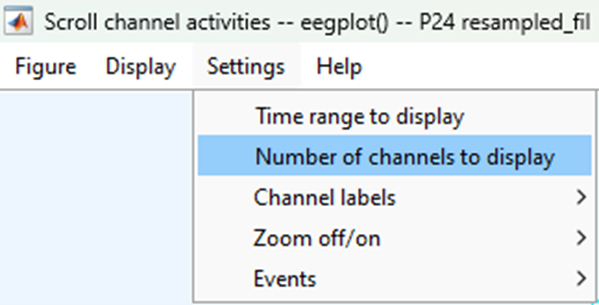 Scroll channel activities -- eegplot() -- P24 resampled_fil
Figure Display Settings Help
Time range to display
Number of channels to display
Channel labels
Zoom off/on
Events